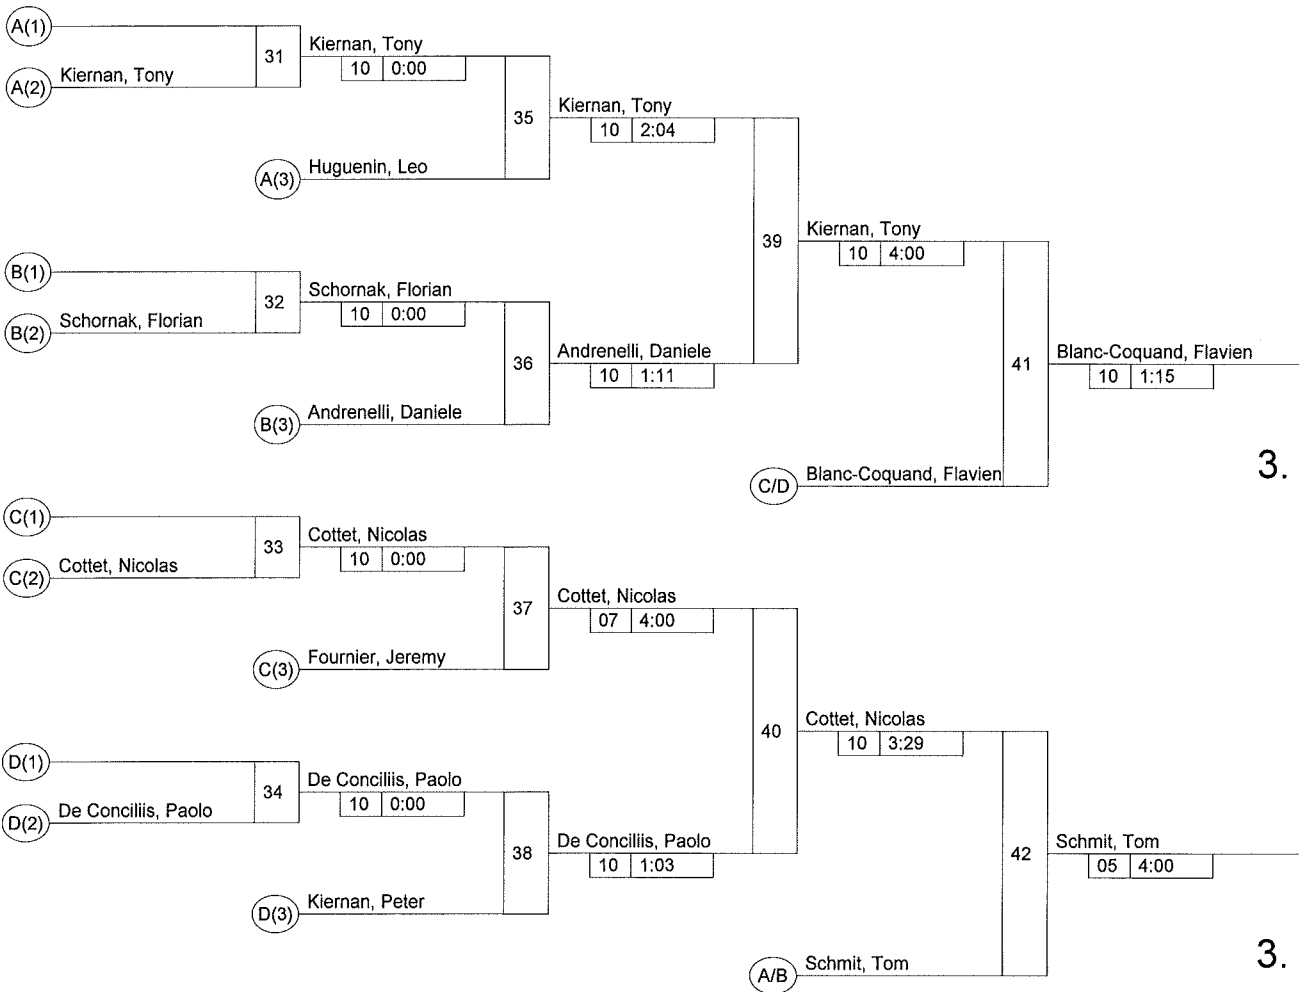 A(1)
31
Kiernan, Tony
10 0:00
A(2) Kiernan, Tony
35
Kiernan, Tony
10 2:04
A(3) Huguenin, Leo
39
Kiernan, Tony
10 4:00
B(1)
32
Schornak, Florian
10 0:00
B(2) Schornak, Florian
36
Andrenelli, Daniele
10 1:11
B(3) Andrenelli, Daniele
41
Blanc-Coquand, Flavien
10 1:15
3.
C/D Blanc-Coquand, Flavien
C(1)
33
Cottet, Nicolas
10 0:00
C(2) Cottet, Nicolas
37
Cottet, Nicolas
07 4:00
C(3) Fournier, Jeremy
40
Cottet, Nicolas
10 3:29
D(1)
34
De Conciliis, Paolo
10 0:00
D(2) De Conciliis, Paolo
38
De Conciliis, Paolo
10 1:03
D(3) Kiernan, Peter
42
Schmit, Tom
05 4:00
3.
A/B Schmit, Tom